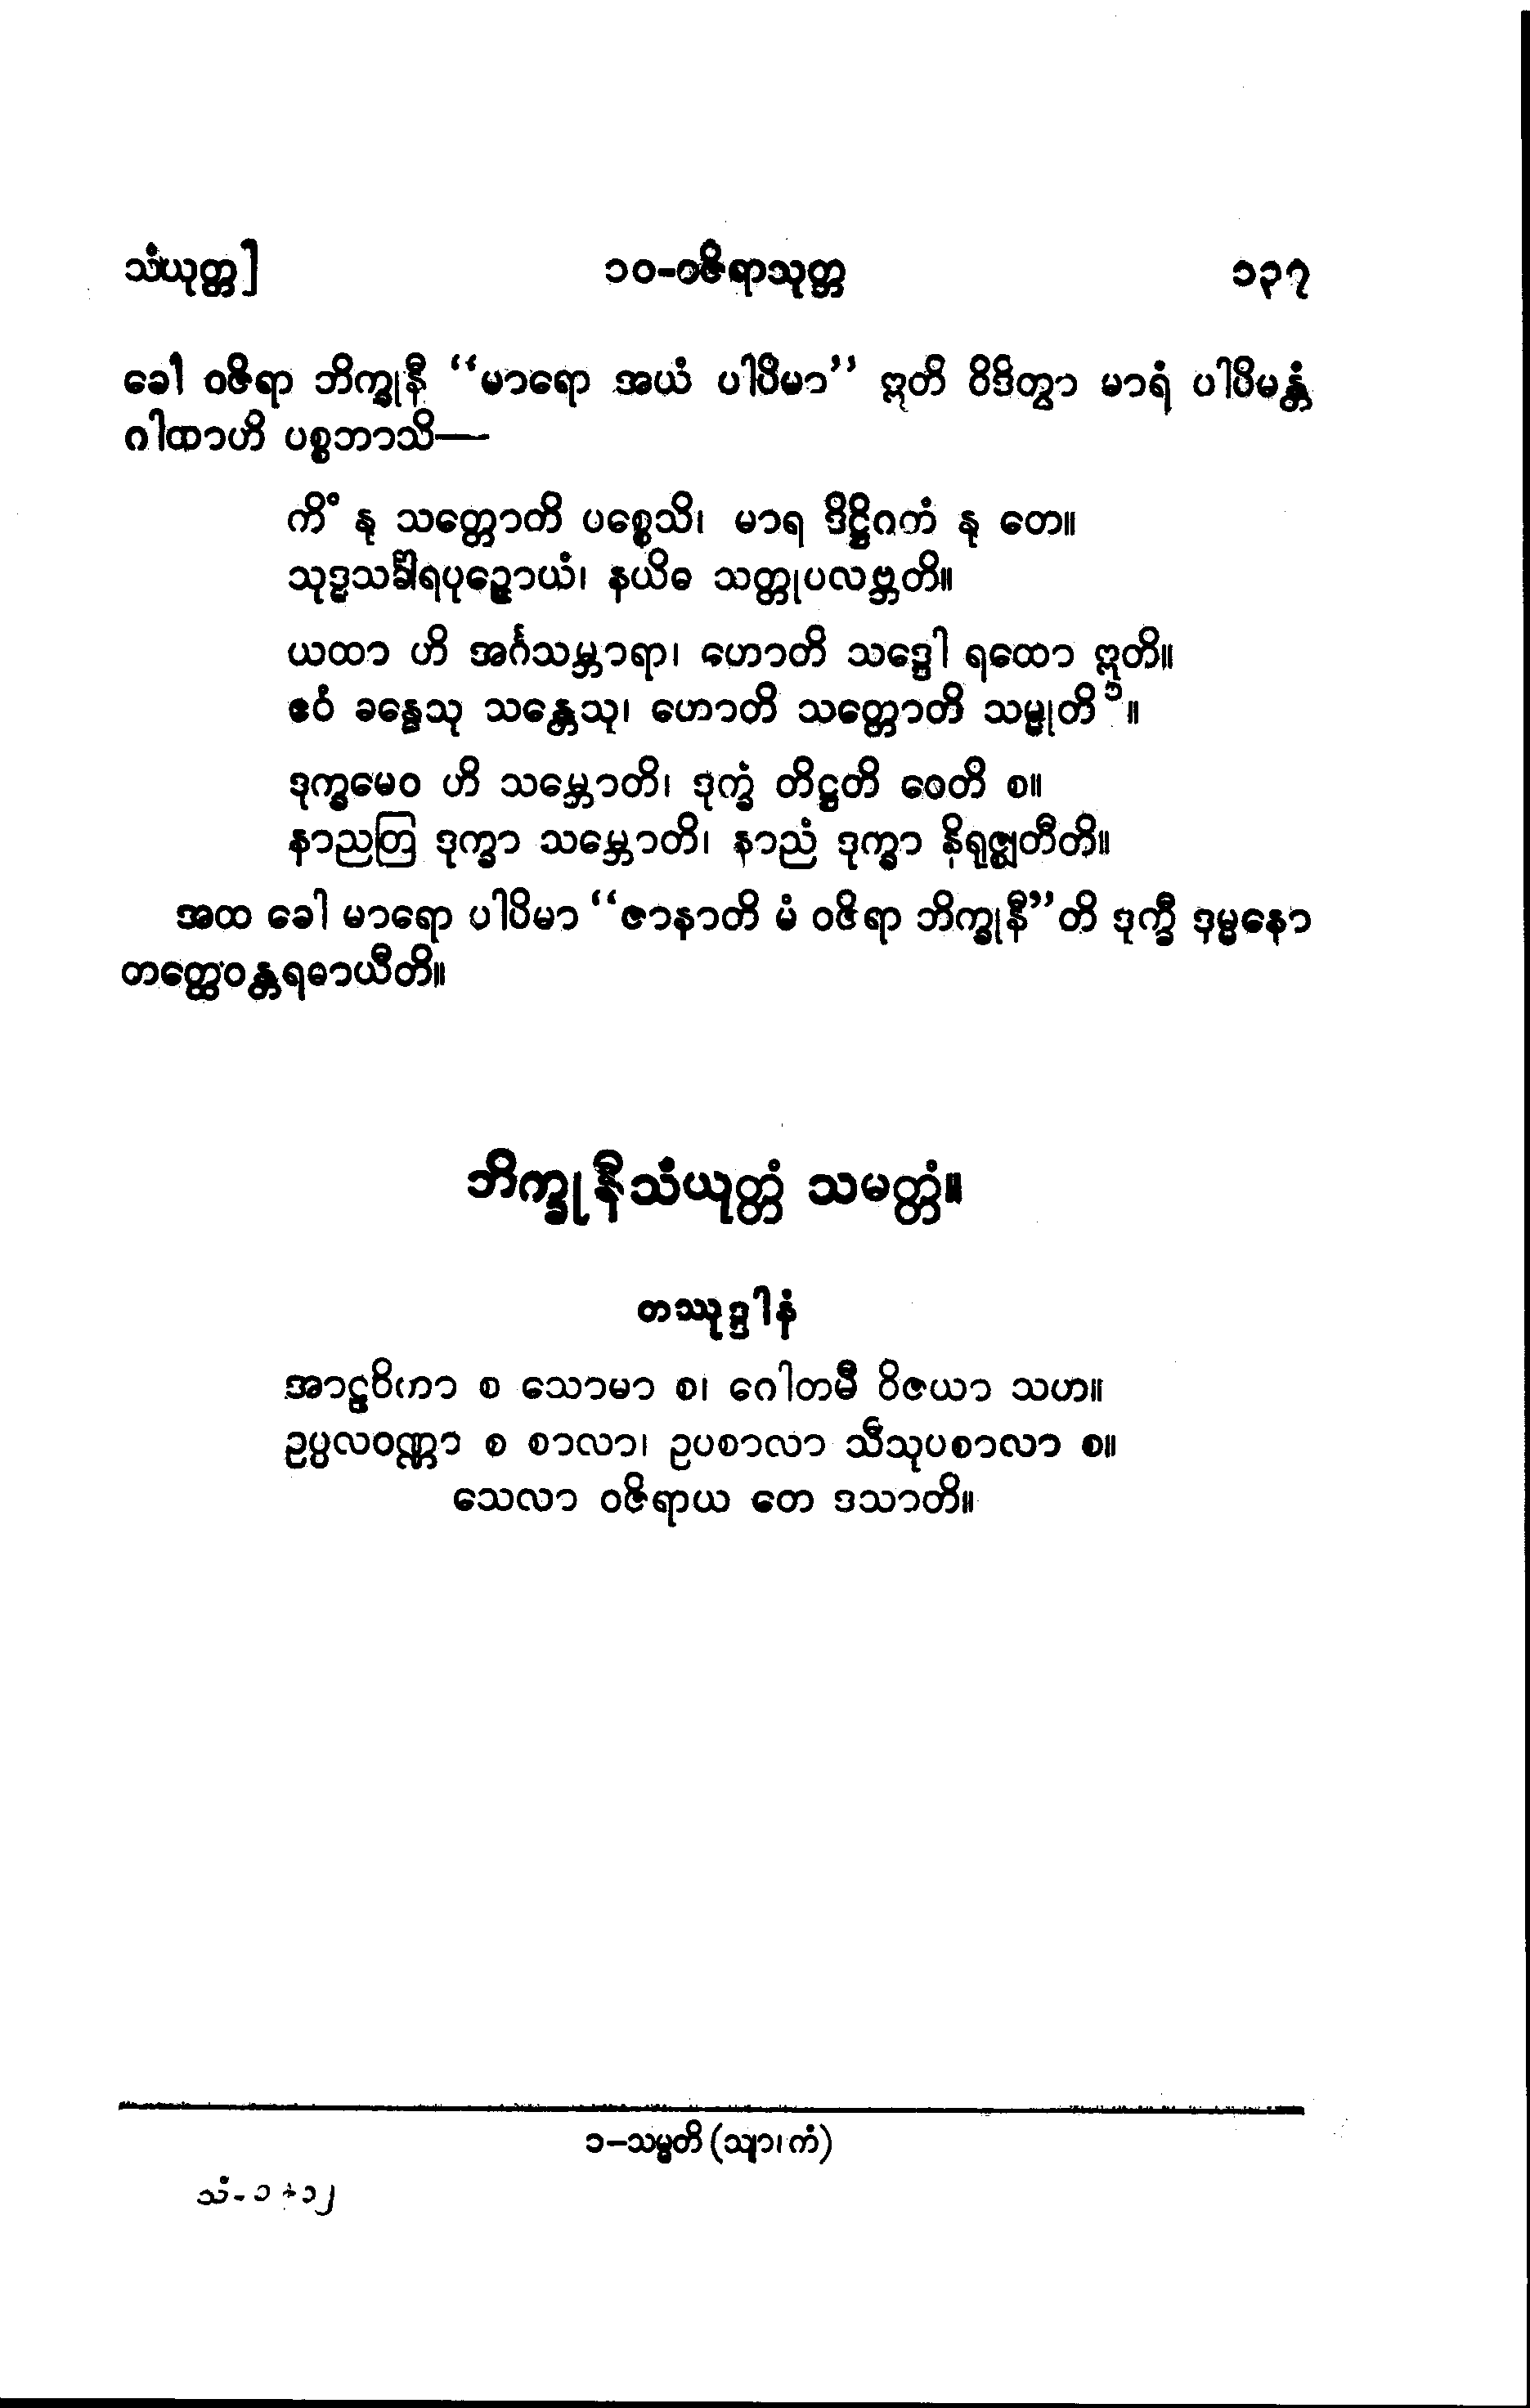 သံယုတ္တ] ၁၀-ဝဇိရာသုတ္တ ၁၃၇
ခေါ ဝဇိရာ ဘိက္ခုနီ “မာရော အယံ ပါပိမာ” ဣတိ ဝိဒိတွာ မာရံ ပါပိမန္တံ
ဂါထာဟိ ပစ္စဘာသိ—
ကိံ နု သတ္တောတိ ပစ္စေသိ၊ မာရ ဒိဋ္ဌိဂတံ နု တေ။
သုဒ္ဓသင်္ခါရပုဉ္ဇောယံ၊ နယိဓ သတ္တုပလဗ္ဘတိ။
ယထာ ဟိ အင်္ဂသမ္ဘာရာ၊ ဟောတိ သဒ္ဒေါ ရထော ဣတိ။
ဧဝံ ခန္ဓေသု သန္တေသု၊ ဟောတိ သတ္တောတိ သမ္မုတိ ၁။
ဒုက္ခမေဝ ဟိ သမ္ဘောတိ၊ ဒုက္ခံ တိဋ္ဌတိ ဝေတိ စ။
နာညတြ ဒုက္ခာ သမ္ဘောတိ၊ နာညံ ဒုက္ခာ နိရုဇ္ဈတီတိ။
အထ ခေါ မာရော ပါပိမာ “ဇာနာတိ မံ ဝဇိရာ ဘိက္ခုနီ”တိ ဒုက္ခီ ဒုမ္မနော
တတ္ထေဝန္တရဓာယီတိ။
ဘိက္ခုနီသံယုတ္တံ သမတ္တံ။
တဿုဒ္ဒါနံ
အာဠဝိကာ စ သောမာ စ၊ ဂေါတမီ ဝိဇယာ သဟ။
ဥပ္ပလဝဏ္ဏာ စ စာလာ၊ ဥပစာလာ သီသုပစာလာ စ။
သေလာ ဝဇိရာယ တေ ဒသာတိ။
၁–သမ္မတိ (သျာ၊ ကံ)
သံ-၁+၁၂